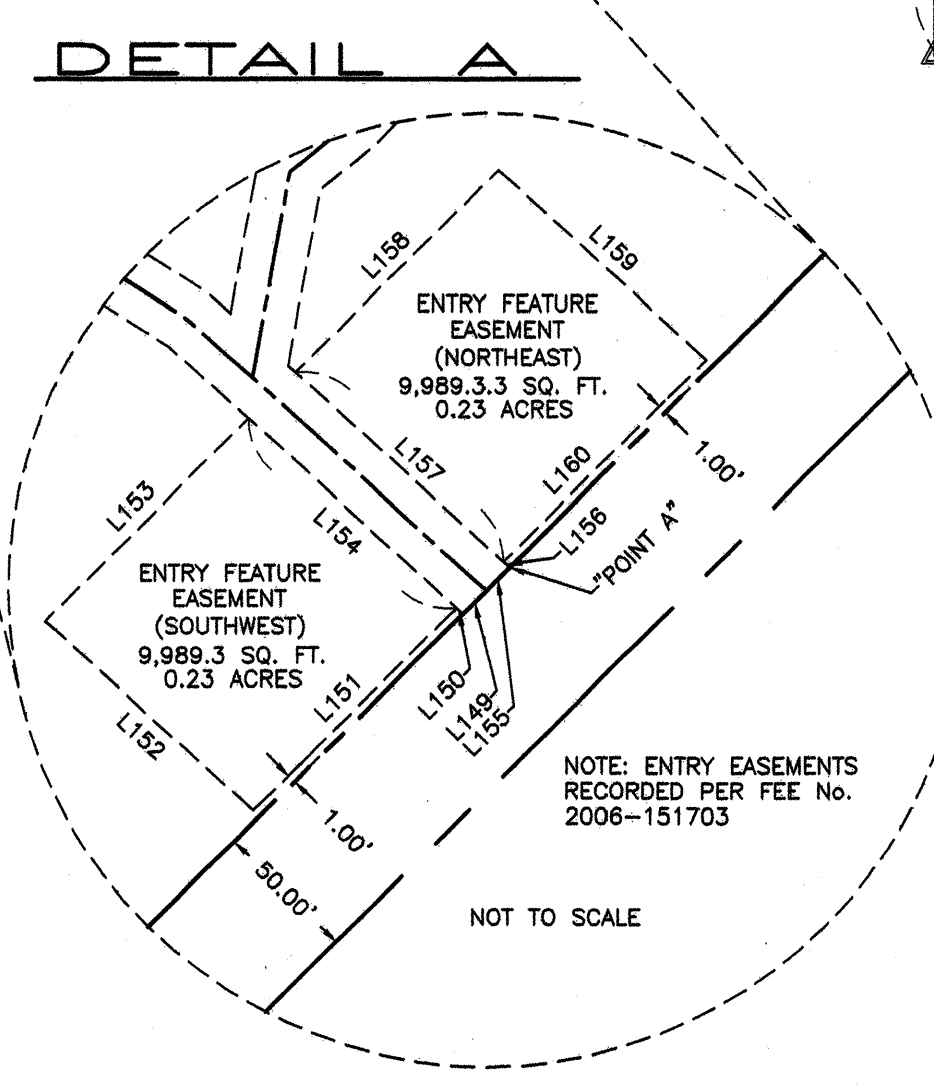 DETAIL A
L158
L159
ENTRY FEATURE
EASEMENT
(NORTHEAST)
9,989.3.3 SQ. FT.
0.23 ACRES
L157
L160
1.00'
L153
L154
L156
"POINT A"
ENTRY FEATURE
EASEMENT
(SOUTHWEST)
9,989.3 SQ. FT.
0.23 ACRES
L151
L150
L149
L155
L152
NOTE: ENTRY EASEMENTS
RECORDED PER FEE No.
2006-151703
1.00'
50.00'
NOT TO SCALE